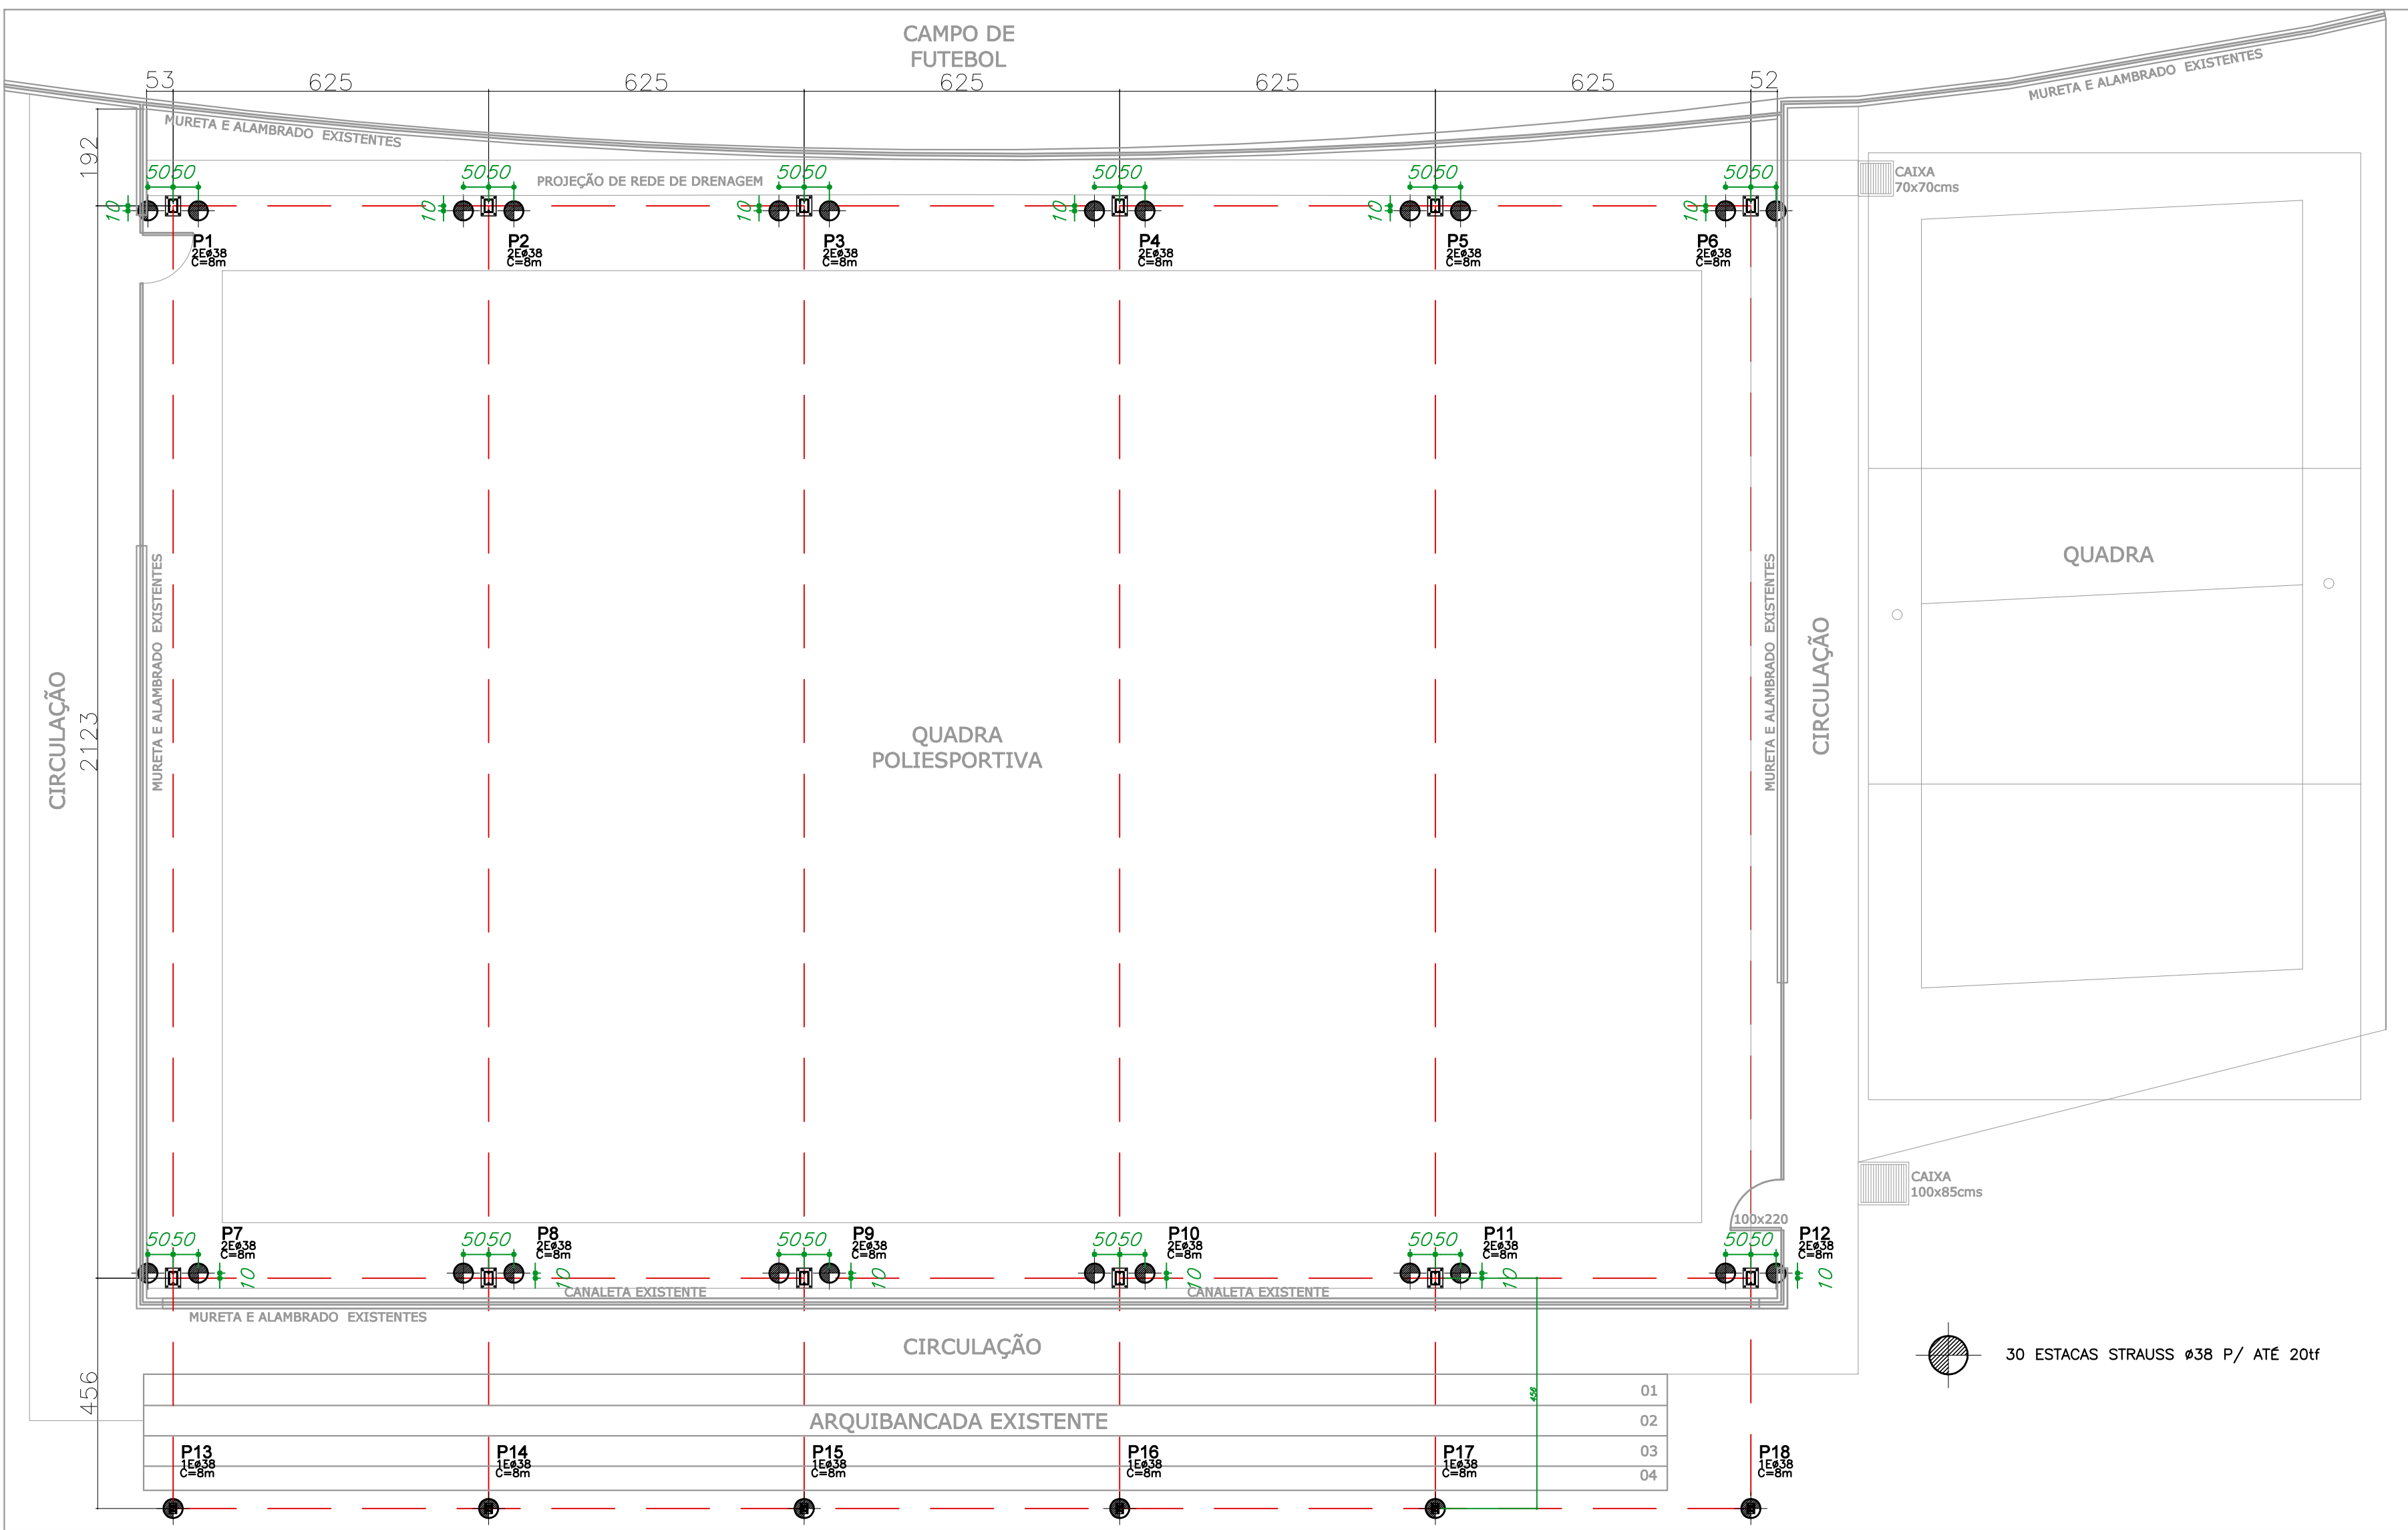 CAMPO DE
FUTEBOL
53
625
625
625
625
625
52
MURETA E ALAMBRADO  EXISTENTES
MURETA E ALAMBRADO  EXISTENTES
192
5050
5050
5050
5050
5050
5050
PROJEÇÃO DE REDE DE DRENAGEM
CAIXA
70x70cms
10
10
10
10
10
10
P1
2Eø38
C=8m
P2
2Eø38
C=8m
P3
2Eø38
C=8m
P4
2Eø38
C=8m
P5
2Eø38
C=8m
P6
2Eø38
C=8m
CIRCULAÇÃO
2123
MURETA E ALAMBRADO  EXISTENTES
QUADRA
POLIESPORTIVA
MURETA E ALAMBRADO  EXISTENTES
CIRCULAÇÃO
QUADRA
CAIXA
100x85cms
100x220
5050
P7
2Eø38
C=8m
10
5050
P8
2Eø38
C=8m
10
5050
P9
2Eø38
C=8m
10
5050
P10
2Eø38
C=8m
10
5050
P11
2Eø38
C=8m
10
5050
P12
2Eø38
C=8m
10
CANALETA EXISTENTE
CANALETA EXISTENTE
MURETA E ALAMBRADO  EXISTENTES
CIRCULAÇÃO
30 ESTACAS STRAUSS ø38 P/ ATÉ 20tf
456
456
01
ARQUIBANCADA EXISTENTE
02
03
04
P13
1Eø38
C=8m
P14
1Eø38
C=8m
P15
1Eø38
C=8m
P16
1Eø38
C=8m
P17
1Eø38
C=8m
P18
1Eø38
C=8m